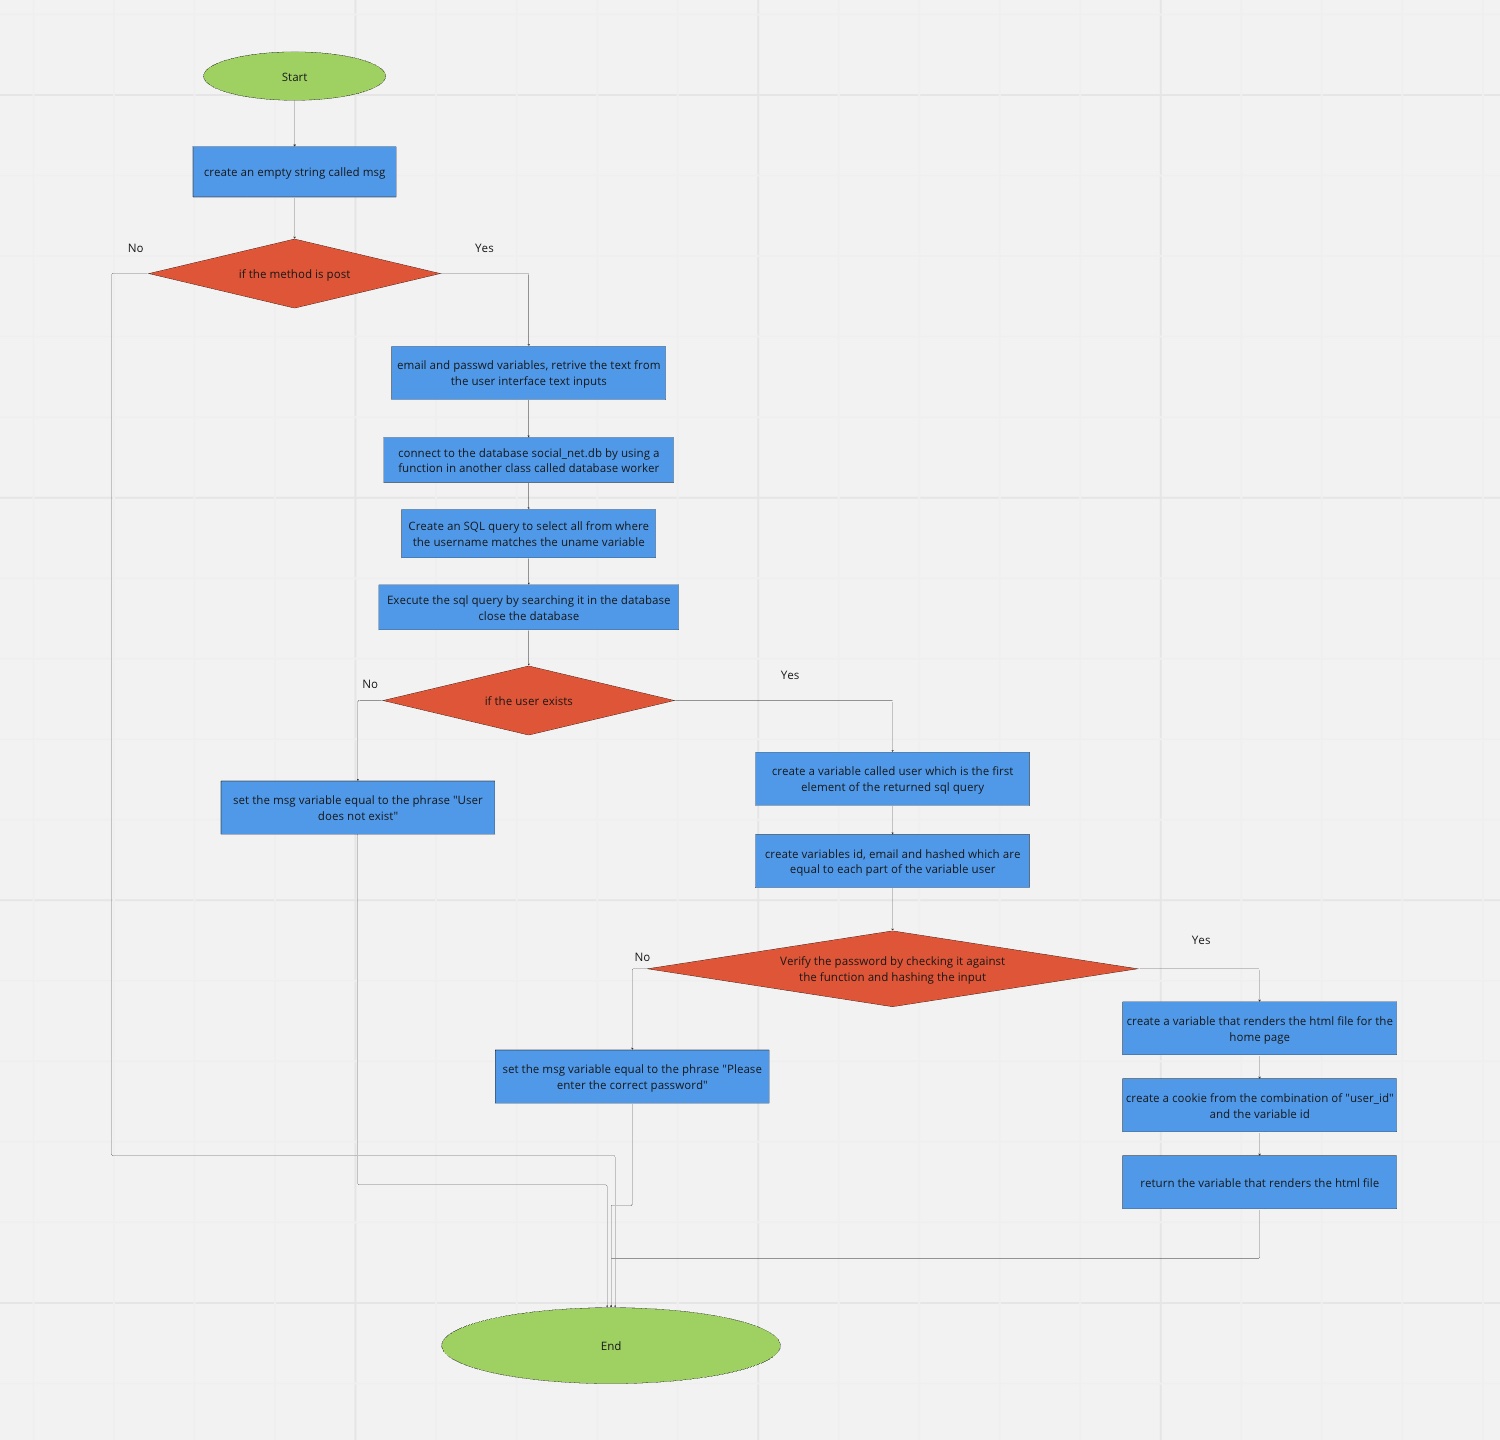 Start
create an empty string called msg
No
Yes
if the method is post
email and passwd variables, retrive the text from
the user interface text inputs
connect to the database social_net.db by using a
function in another class called database worker
Create an SQL query to select all from where
the username matches the uname variable
Execute the sql query by searching it in the database
close the database
No
Yes
if the user exists
set the msg variable equal to the phrase "User
does not exist"
create a variable called user which is the first
element of the returned sql query
create variables id, email and hashed which are
equal to each part of the variable user
No
Yes
Verify the password by checking it against
the function and hashing the input
set the msg variable equal to the phrase "Please
enter the correct password"
create a variable that renders the html file for the
home page
create a cookie from the combination of "user_id"
and the variable id
return the variable that renders the html file
End